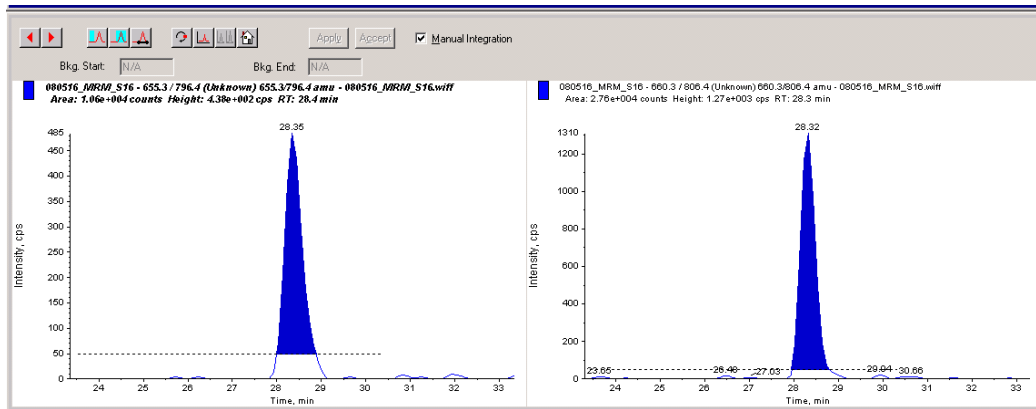 Apply Accept Manual Integration
Bkg. Start: N/A Bkg. End: N/A
080516_MRM_S16 - 655.3 / 796.4 (Unknown) 655.3/796.4 amu - 080516_MRM_S16.wiff
Area: 1.06e+004 counts Height: 4.38e+002 cps RT: 28.4 min
28.35
485
450
400
350
300
250
200
150
100
50
0
Intensity, cps
24 25 26 27 28 29 30 31 32 33
Time, min
080516_MRM_S16 - 660.3 / 806.4 (Unknown) 660.3/806.4 amu - 080516_MRM_S16.wiff
Area: 2.76e+004 counts Height: 1.27e+003 cps RT: 28.3 min
28.32
1310
1200
1000
800
600
400
200
0
Intensity, cps
23.65 26.48 27.03 29.94 30.66
24 25 26 27 28 29 30 31 32 33
Time, min